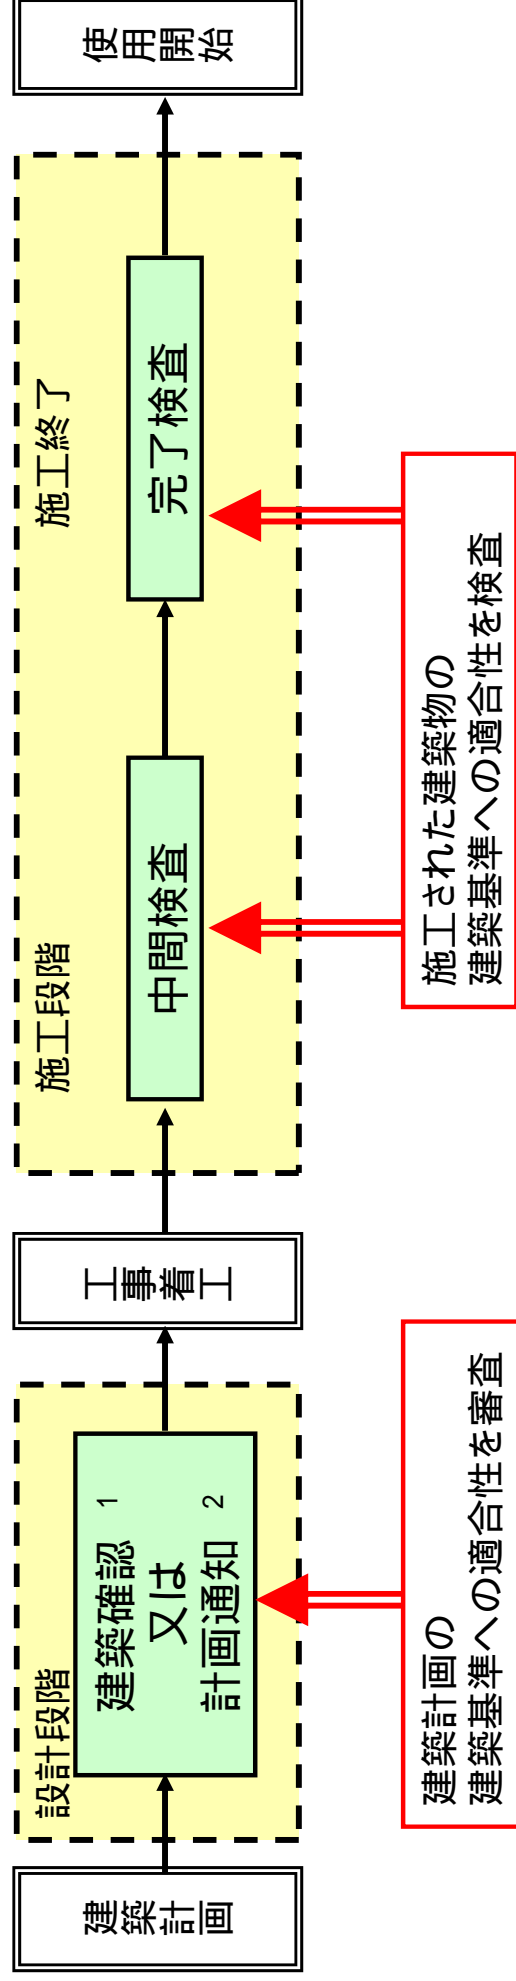 建築計画
設計段階
建築確認 1
又は
計画通知 2
建築計画の
建築基準への適合性を審査
工事着工
施工段階
中間検査
施工終了
完了検査
施工された建築物の
建築基準への適合性を検査
使用開始